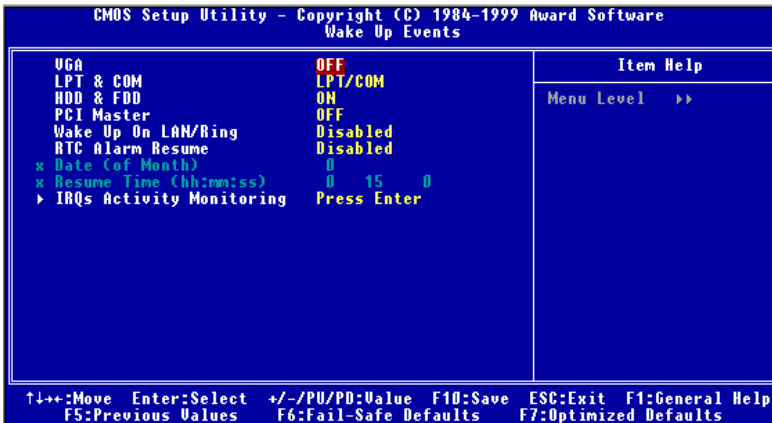 CMOS Setup Utility - Copyright (C) 1984-1999 Award Software
Wake Up Events
VGA OFF
LPT & COM LPT/COM
HDD & FDD ON
PCI Master OFF
Wake Up On LAN/Ring Disabled
RTC Alarm Resume Disabled
x Date (of Month) 0
x Resume Time (hh:mm:ss) 0 15 0
▸ IRQs Activity Monitoring Press Enter
Item Help
Menu Level ▸▸
↑↓→←:Move Enter:Select +/-/PU/PD:Value F10:Save ESC:Exit F1:General Help
F5:Previous Values F6:Fail-Safe Defaults F7:Optimized Defaults